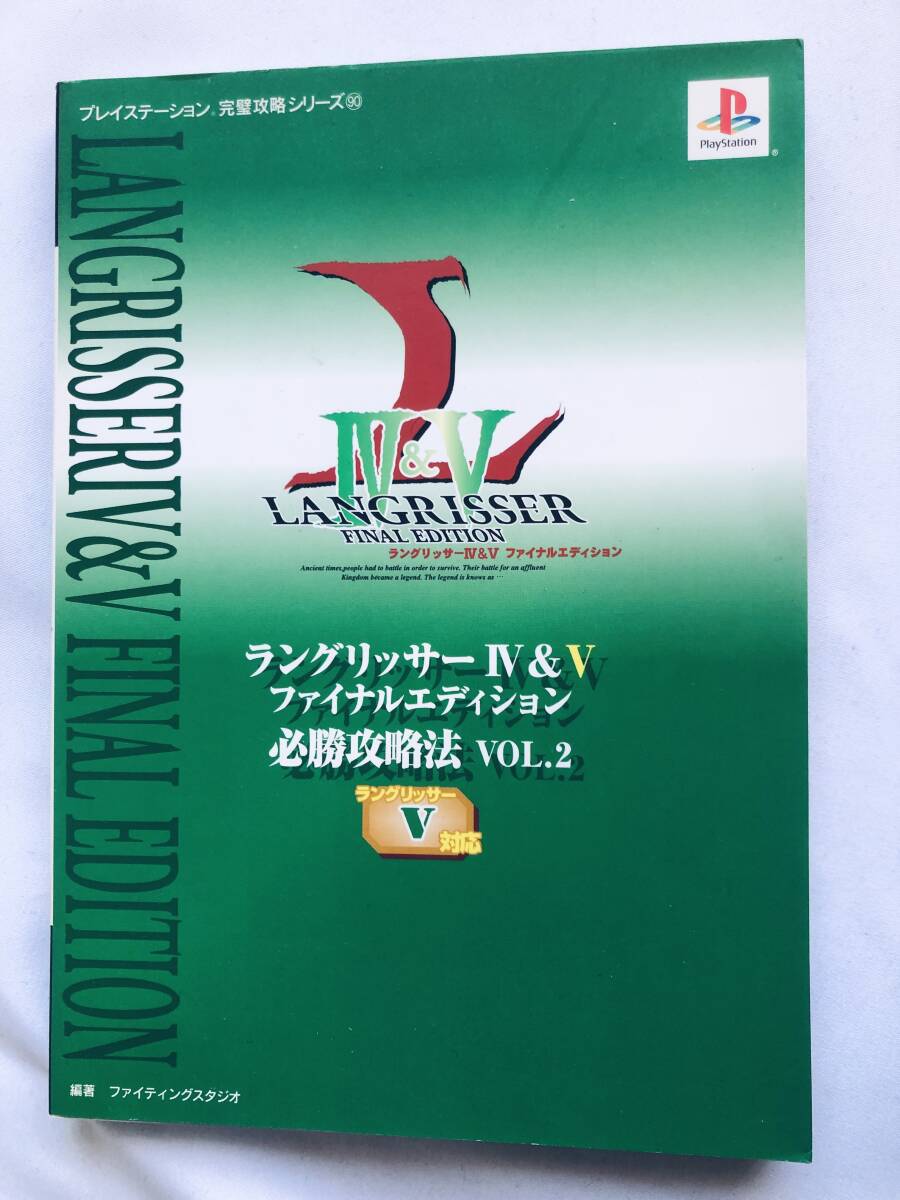 プレイステーション®完璧攻略シリーズ90
PlayStation
®
LANGRISSERIV&V FINAL EDITION
L
IV&V
LANGRISSER
FINAL EDITION
ラングリッサーIV&V ファイナルエディション
Ancient times,people had to battle in order to survive. Their battle for an affluent
Kingdom became a legend. The legend is knows as …
ラングリッサー IV & V
ファイナルエディション
必勝攻略法 VOL.2
ラングリッサー
V
対応
編著 ファイティングスタジオ